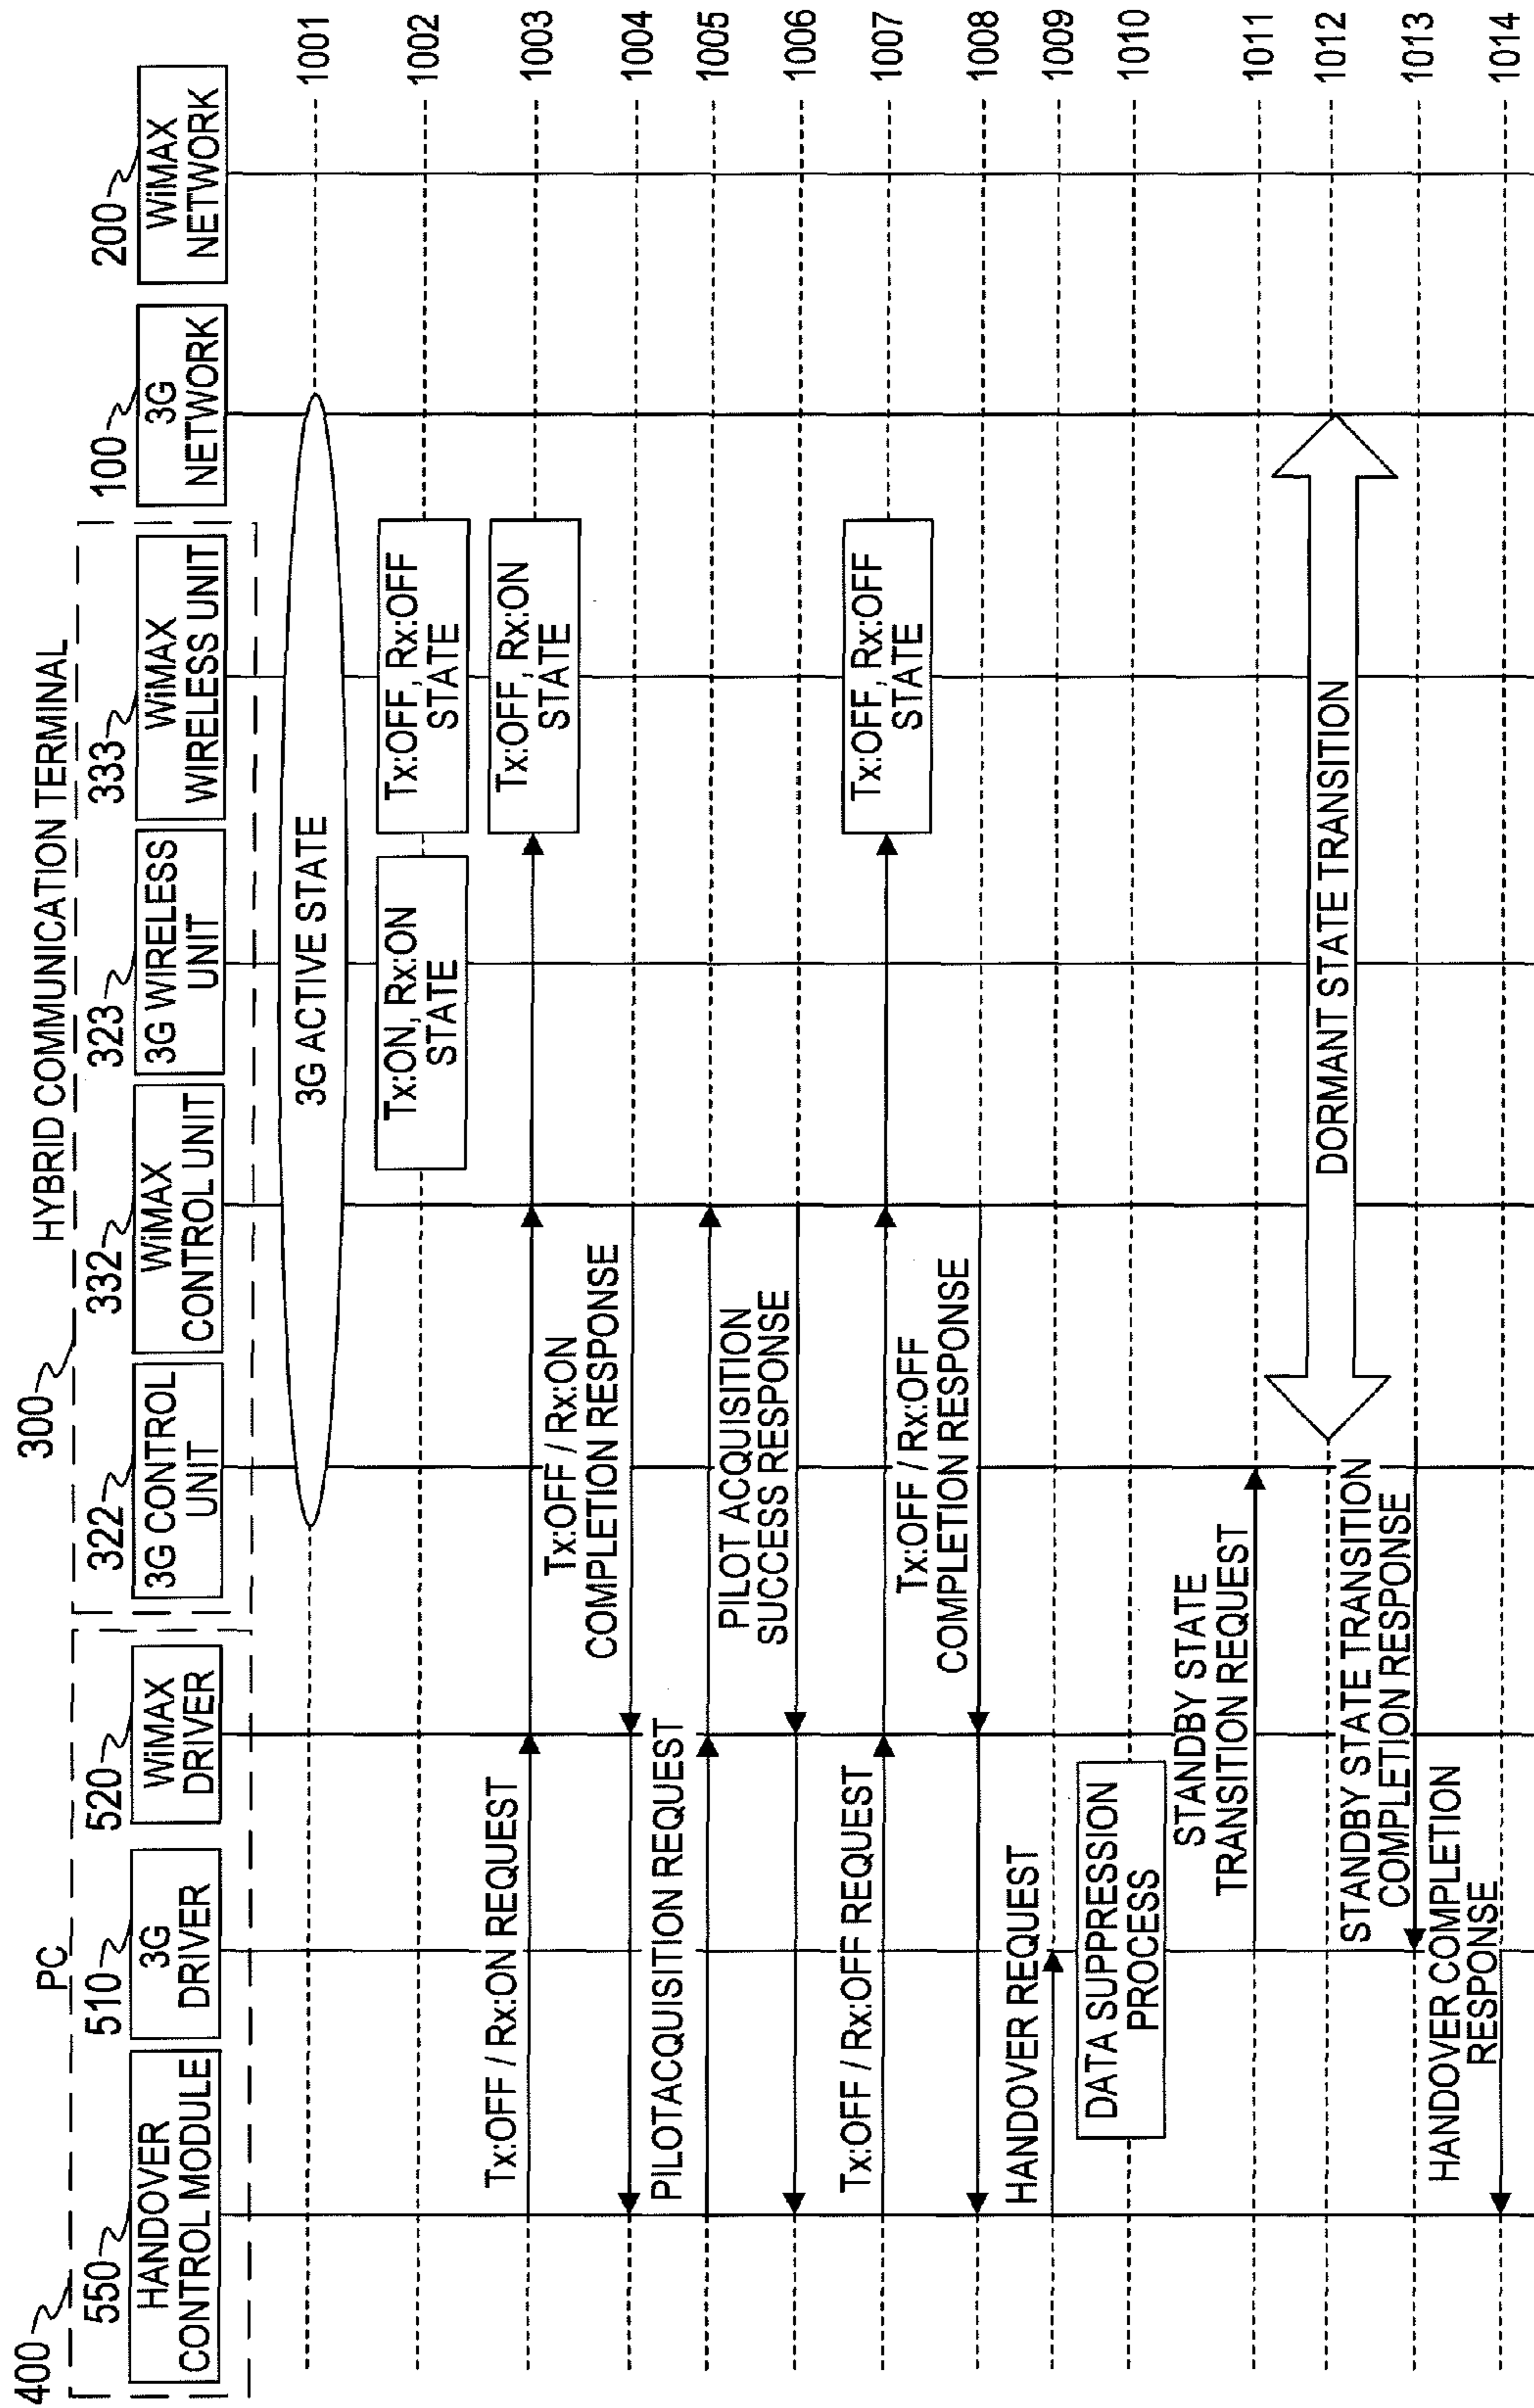 400
PC
300
HYBRID COMMUNICATION TERMINAL
550
510
520
322
332
323
333
100
200
HANDOVER
CONTROL MODULE
3G
DRIVER
WiMAX
DRIVER
3G CONTROL
UNIT
WiMAX
CONTROL UNIT
3G WIRELESS
UNIT
WiMAX
WIRELESS UNIT
3G
NETWORK
WiMAX
NETWORK
3G ACTIVE STATE
1001
Tx:ON, Rx:ON
STATE
Tx:OFF, Rx:OFF
STATE
1002
Tx:OFF / Rx:ON REQUEST
Tx:OFF, Rx:ON
STATE
1003
Tx:OFF / Rx:ON
COMPLETION RESPONSE
1004
PILOTACQUISITION REQUEST
1005
PILOT ACQUISITION
SUCCESS RESPONSE
1006
Tx:OFF / Rx:OFF REQUEST
Tx:OFF, Rx:OFF
STATE
1007
Tx:OFF / Rx:OFF
COMPLETION RESPONSE
1008
HANDOVER REQUEST
1009
DATA SUPPRESSION
PROCESS
1010
STANDBY STATE
TRANSITION REQUEST
1011
DORMANT STATE TRANSITION
1012
STANDBY STATE TRANSITION
COMPLETION RESPONSE
1013
HANDOVER COMPLETION
RESPONSE
1014